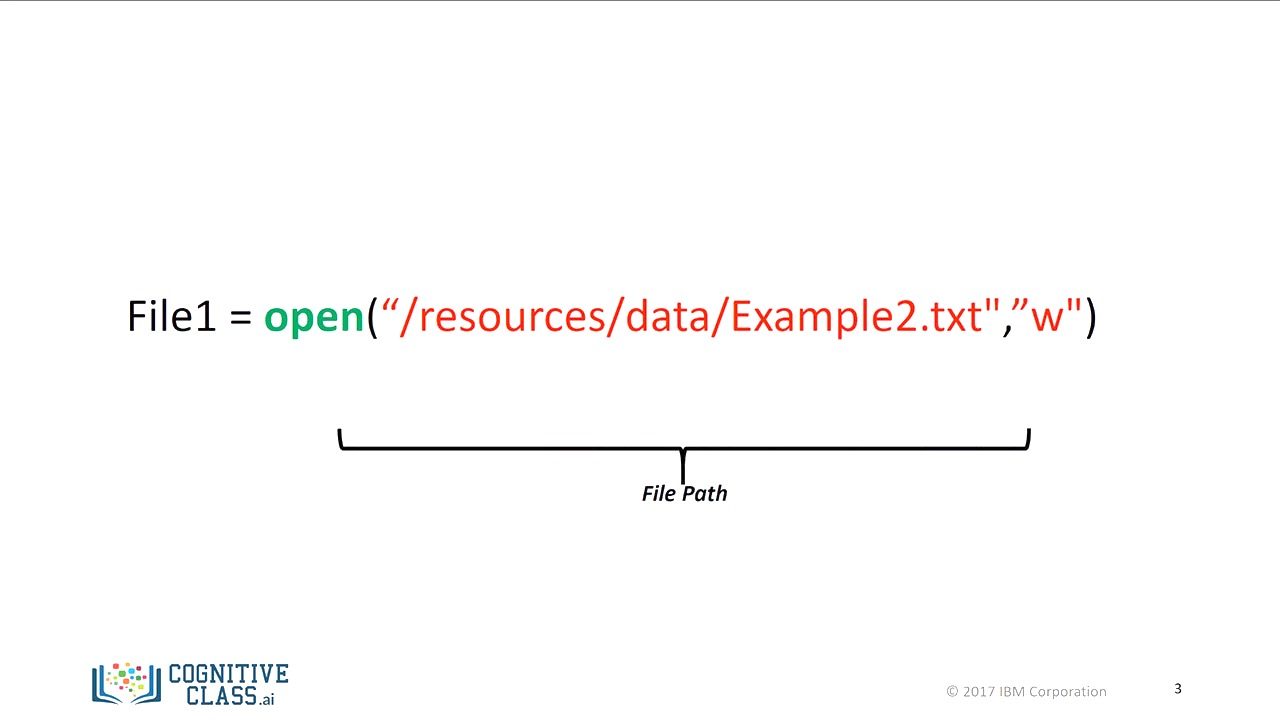 File1 = open(“/resources/data/Example2.txt",”w")
File Path
COGNITIVE
CLASS.ai
© 2017 IBM Corporation
3